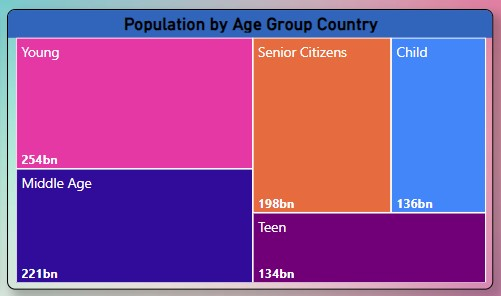 Population by Age Group Country
Young
254bn
Middle Age
221bn
Senior Citizens
198bn
Child
136bn
Teen
134bn